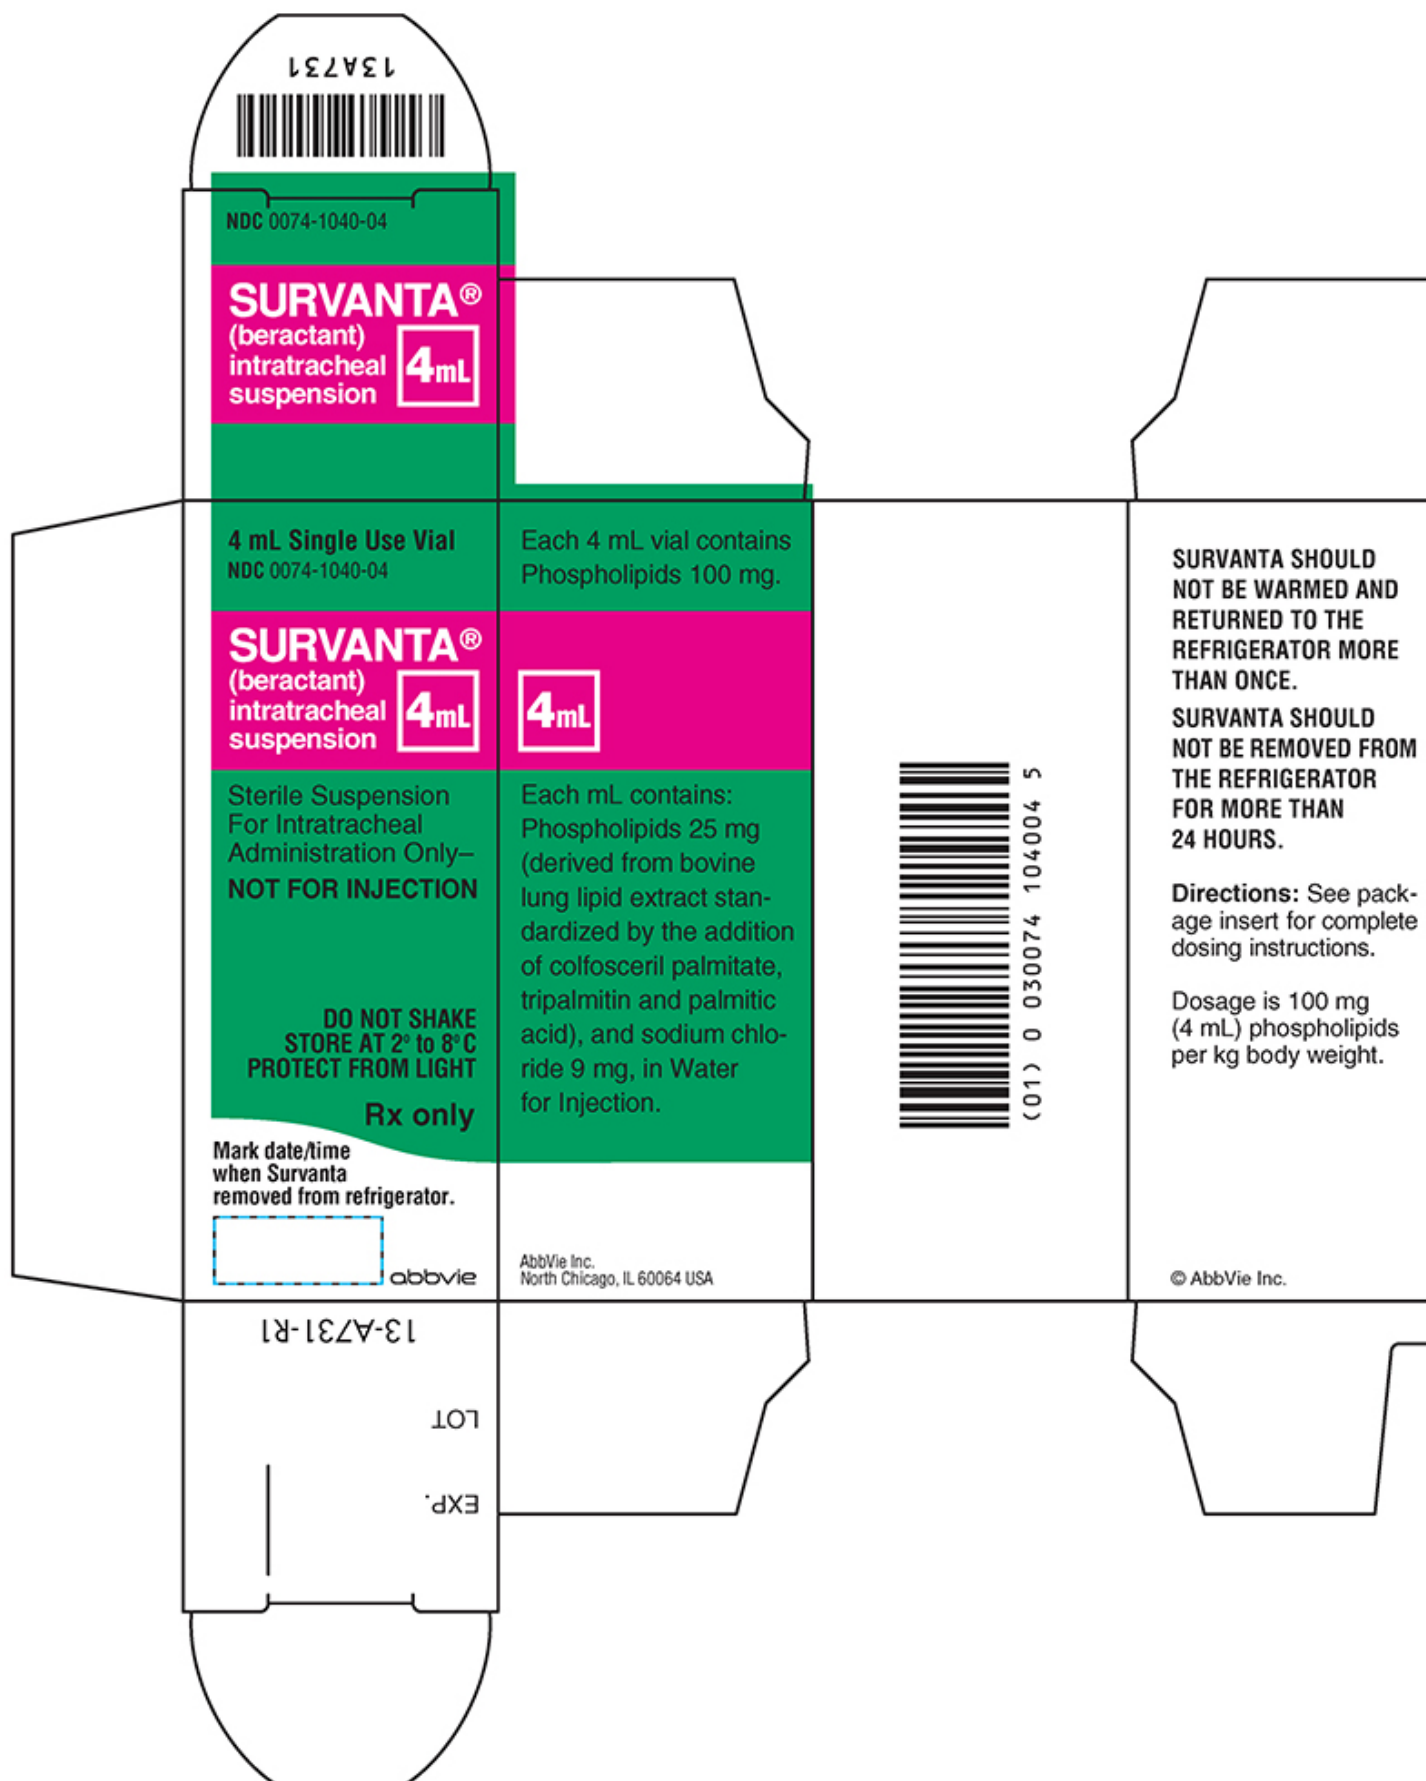 13A731
NDC 0074-1040-04
SURVANTA®
(beractant)
intratracheal
suspension
4mL
4 mL Single Use Vial
NDC 0074-1040-04
SURVANTA®
(beractant)
intratracheal
suspension
4mL
Sterile Suspension
For Intratracheal
Administration Only–
NOT FOR INJECTION
DO NOT SHAKE
STORE AT 2° to 8°C
PROTECT FROM LIGHT
Rx only
Mark date/time
when Survanta
removed from refrigerator.
abbvie
Each 4 mL vial contains
Phospholipids 100 mg.
4mL
Each mL contains:
Phospholipids 25 mg
(derived from bovine
lung lipid extract stan-
dardized by the addition
of colfosceril palmitate,
tripalmitin and palmitic
acid), and sodium chlo-
ride 9 mg, in Water
for Injection.
AbbVie Inc.
North Chicago, IL 60064 USA
(01) 0 030074 104004 5
SURVANTA SHOULD
NOT BE WARMED AND
RETURNED TO THE
REFRIGERATOR MORE
THAN ONCE.
SURVANTA SHOULD
NOT BE REMOVED FROM
THE REFRIGERATOR
FOR MORE THAN
24 HOURS.
Directions: See pack-
age insert for complete
dosing instructions.
Dosage is 100 mg
(4 mL) phospholipids
per kg body weight.
© AbbVie Inc.
13-A731-R1
LOT
EXP.